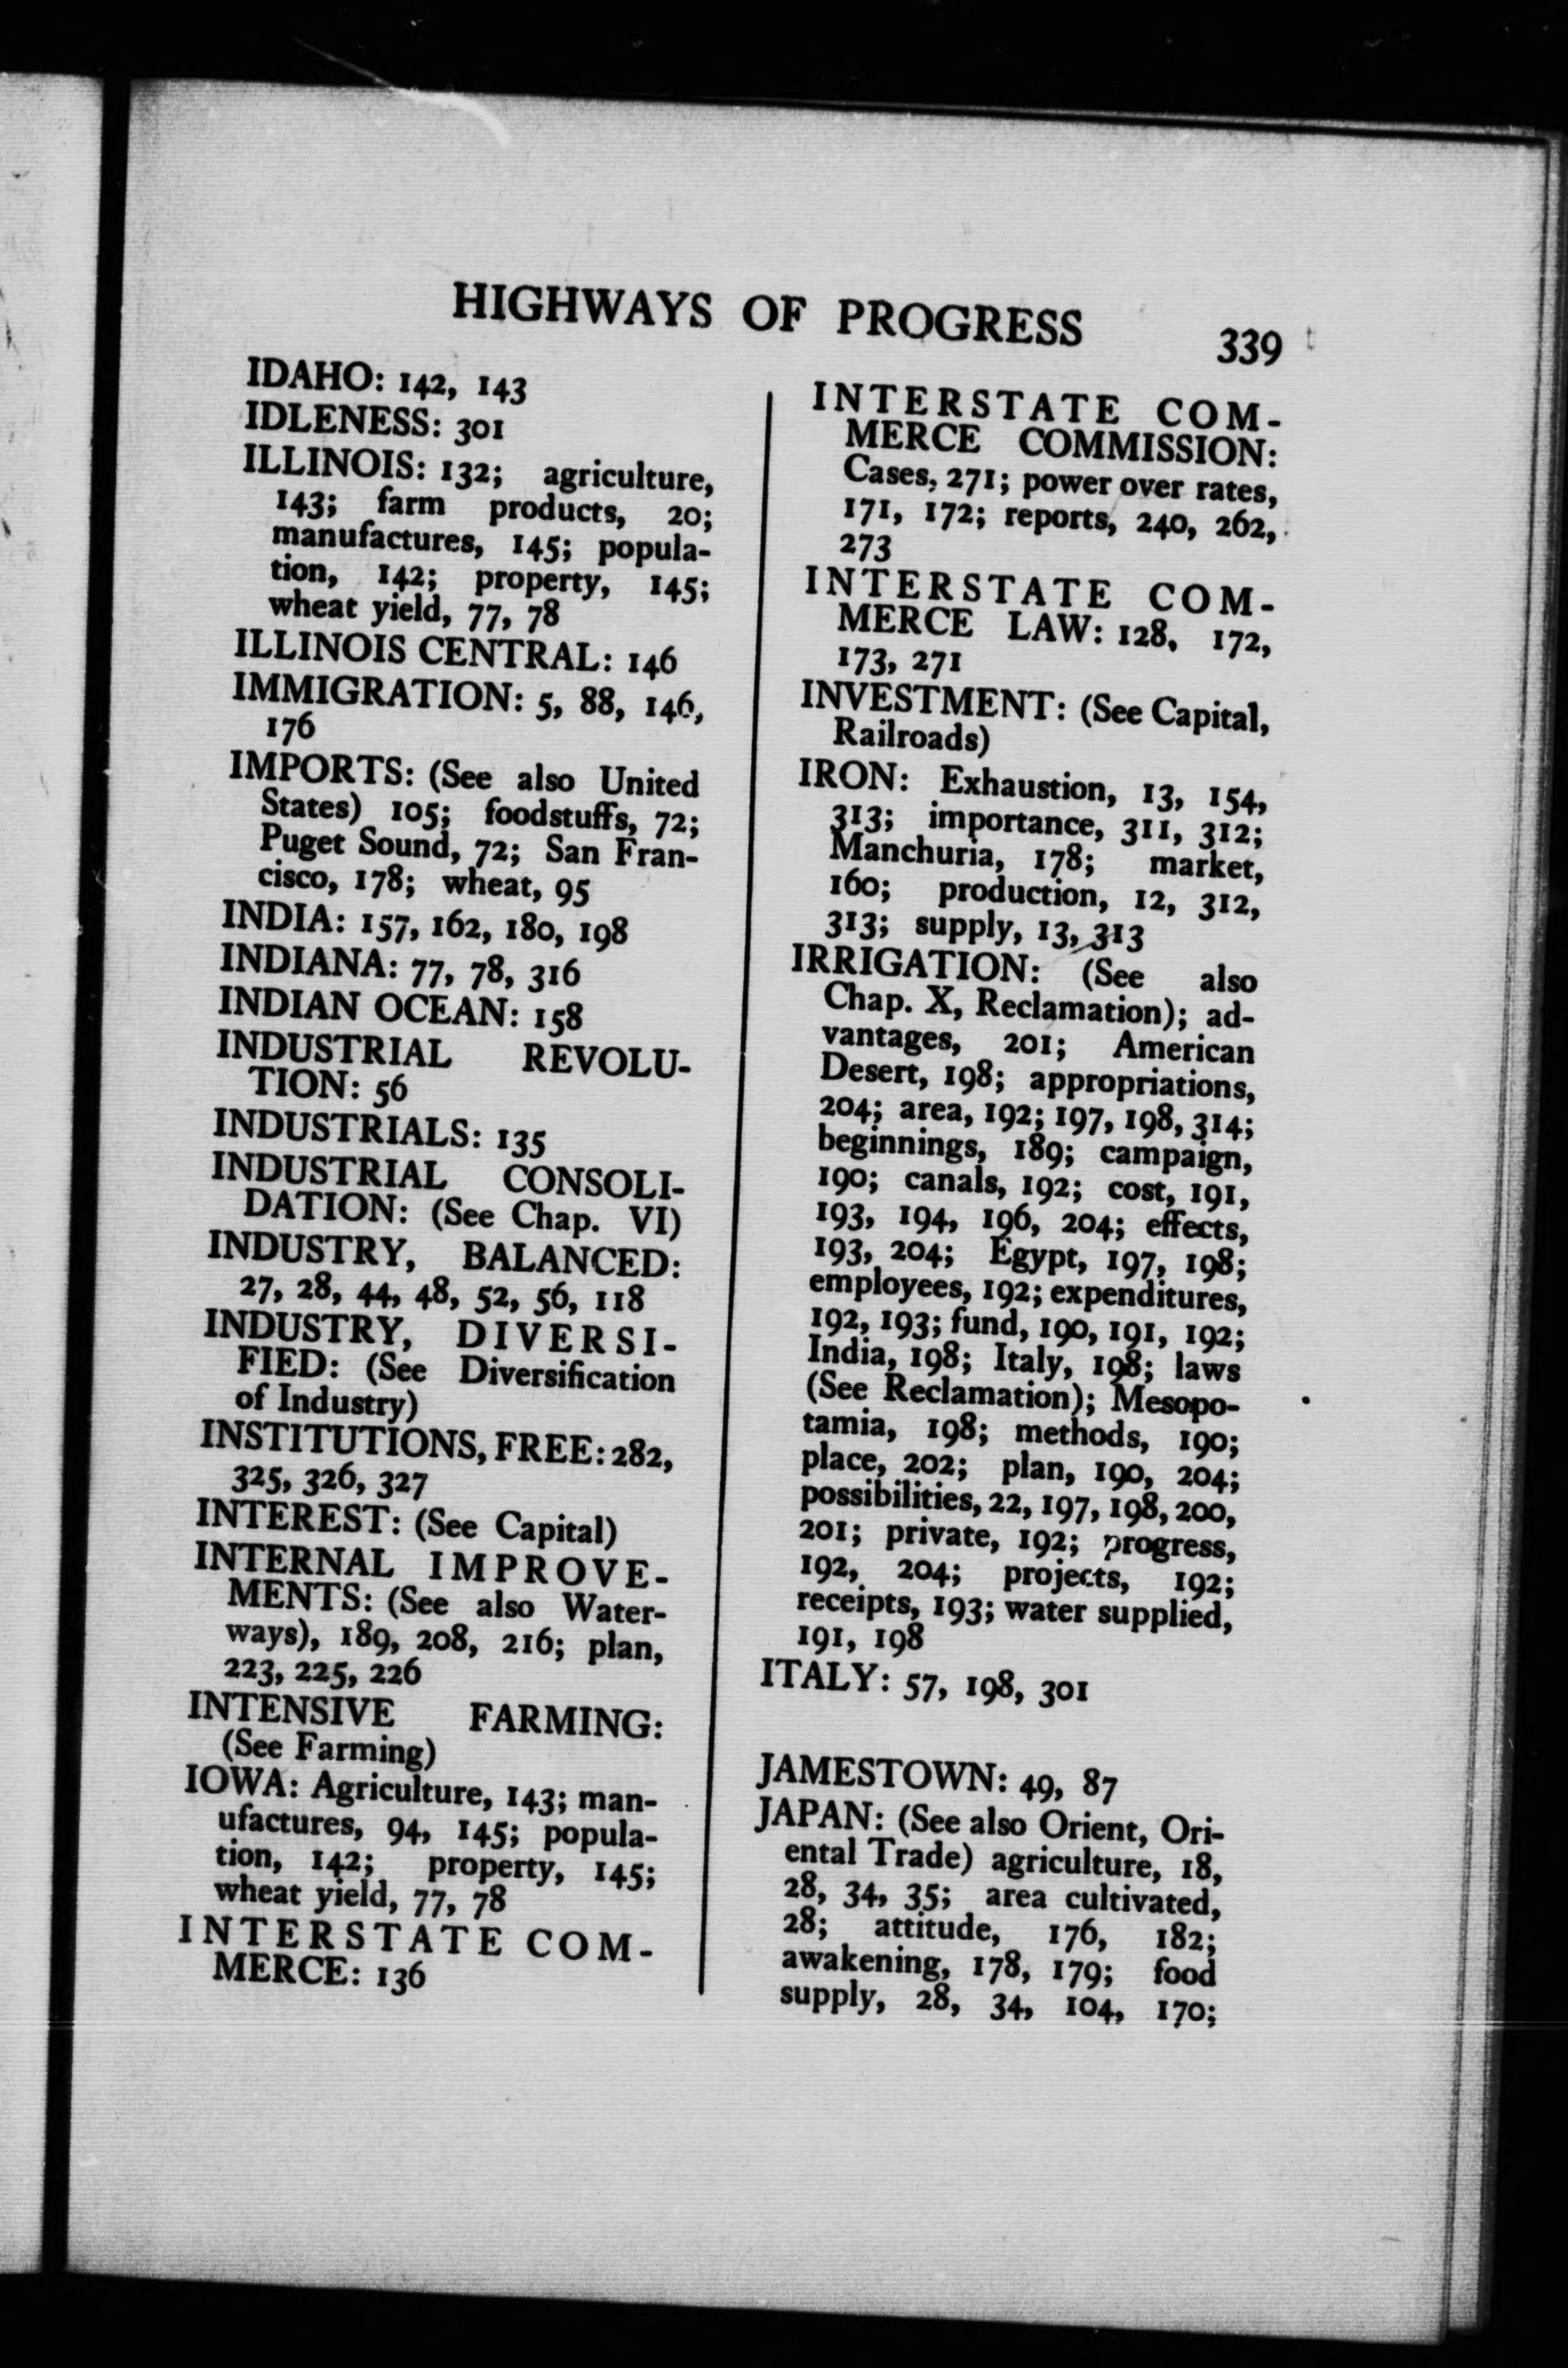 HIGHWAYS OF PROGRESS 339
IDAHO: 142, 143
IDLENESS: 301
ILLINOIS: 132; agriculture,
143; farm products, 20;
manufactures, 145; popula-
tion, 142; property, 145;
wheat yield, 77, 78
ILLINOIS CENTRAL: 146
IMMIGRATION: 5, 88, 146,
176
IMPORTS: (See also United
States) 105; foodstuffs, 72;
Puget Sound, 72; San Fran-
cisco, 178; wheat, 95
INDIA: 157, 162, 180, 198
INDIANA: 77, 78, 316
INDIAN OCEAN: 158
INDUSTRIAL REVOLU-
TION: 56
INDUSTRIALS: 135
INDUSTRIAL CONSOLI-
DATION: (See Chap. VI)
INDUSTRY, BALANCED:
27, 28, 44, 48, 52, 56, 118
INDUSTRY, DIVERSI-
FIED: (See Diversification
of Industry)
INSTITUTIONS, FREE: 282,
325, 326, 327
INTEREST: (See Capital)
INTERNAL IMPROVE-
MENTS: (See also Water-
ways), 189, 208, 216; plan,
223, 225, 226
INTENSIVE FARMING:
(See Farming)
IOWA: Agriculture, 143; man-
ufactures, 94, 145; popula-
tion, 142; property, 145;
wheat yield, 77, 78
INTERSTATE COM-
MERCE: 136
INTERSTATE COM-
MERCE COMMISSION:
Cases, 271; power over rates,
171, 172; reports, 240, 262,
273
INTERSTATE COM-
MERCE LAW: 128, 172,
173, 271
INVESTMENT: (See Capital,
Railroads)
IRON: Exhaustion, 13, 154,
313; importance, 311, 312;
Manchuria, 178; market,
160; production, 12, 312,
313; supply, 13, 313
IRRIGATION: (See also
Chap. X, Reclamation); ad-
vantages, 201; American
Desert, 198; appropriations,
204; area, 192; 197, 198, 314;
beginnings, 189; campaign,
190; canals, 192; cost, 191,
193, 194, 196, 204; effects,
193, 204; Egypt, 197, 198;
employees, 192; expenditures,
192, 193; fund, 190, 191, 192;
India, 198; Italy, 198; laws
(See Reclamation); Mesopo-
tamia, 198; methods, 190;
place, 202; plan, 190, 204;
possibilities, 22, 197, 198, 200,
201; private, 192; progress,
192, 204; projects, 192;
receipts, 193; water supplied,
191, 198
ITALY: 57, 198, 301
JAMESTOWN: 49, 87
JAPAN: (See also Orient, Ori-
ental Trade) agriculture, 18,
28, 34, 35; area cultivated,
28; attitude, 176, 182;
awakening, 178, 179; food
supply, 28, 34, 104, 170;